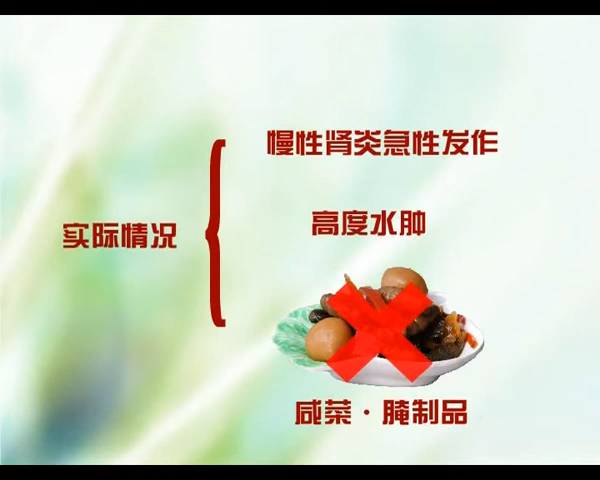 慢性肾炎急性发作
实际情况
高度水肿
咸菜·腌制品